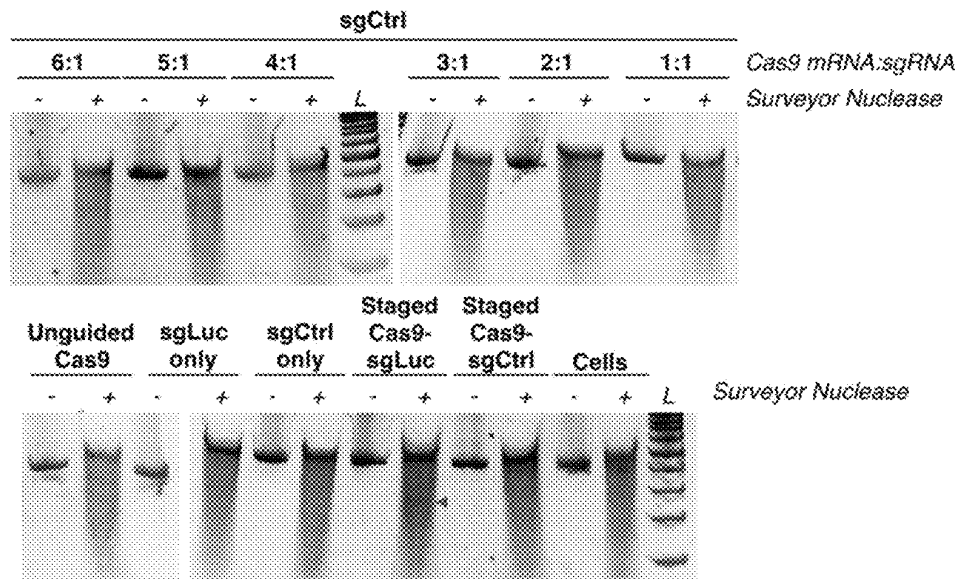 sgCtrl
6:1 5:1 4:1 3:1 2:1 1:1 Cas9 mRNA:sgRNA
- + - + - + L - + - + - + Surveyor Nuclease
Unguided Cas9 sgLuc only sgCtrl only Staged Cas9-sgLuc Staged Cas9-sgCtrl Cells
- + - + - + - + - + - + L Surveyor Nuclease